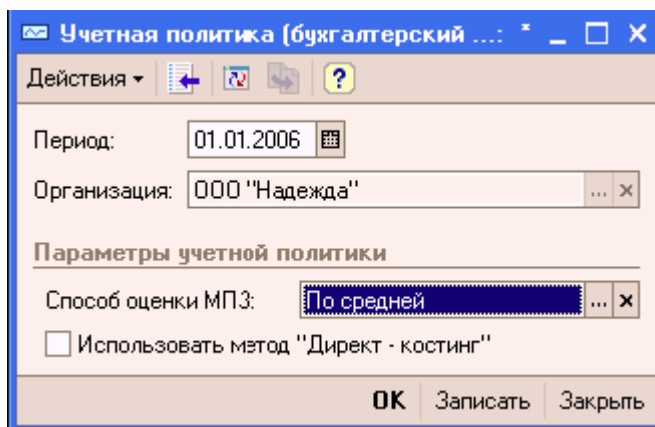 Учетная политика (бухгалтерский ...: *
Действия
Период: 01.01.2006
Организация: ООО "Надежда" ...
Параметры учетной политики
Способ оценки МПЗ: По средней ...
Использовать метод "Директ - костинг"
OK Записать Закрыть